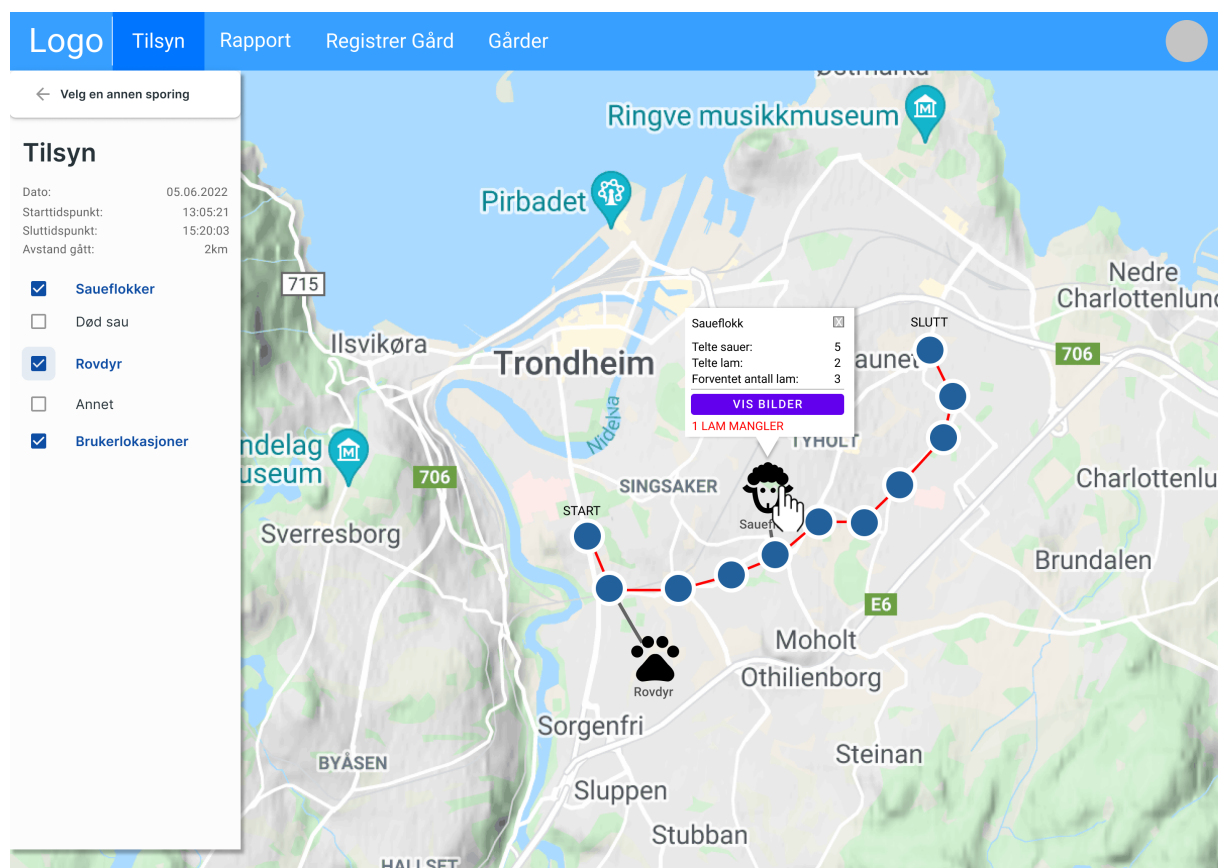 Logo
Tilsyn
Rapport
Registrer Gård
Gårder
Velg en annen sporing
Tilsyn
Dato: 05.06.2022
Starttidspunkt: 13:05:21
Sluttidspunkt: 15:20:03
Avstand gått: 2km
Saueflokker
Død sau
Rovdyr
Annet
Brukerlokasjoner
Ringve musikkmuseum
Pirbadet
715
Nedre
Charlottenlund
Ilsvikøra
Trondheim
Saueflokk X
Telte sauer: 5
Telte lam: 2
Forventet antall lam: 3
VIS BILDER
1 LAM MANGLER
SLUTT
aunet
706
Nidelva
TYHOLT
ndelag
useum
706
SINGSAKER
Charlottenlu
START
Sverresborg
Sauefl
Brundalen
E6
Moholt
Othilienborg
Rovdyr
Sorgenfri
Steinan
BYÅSEN
Sluppen
Stubban
HALLSET